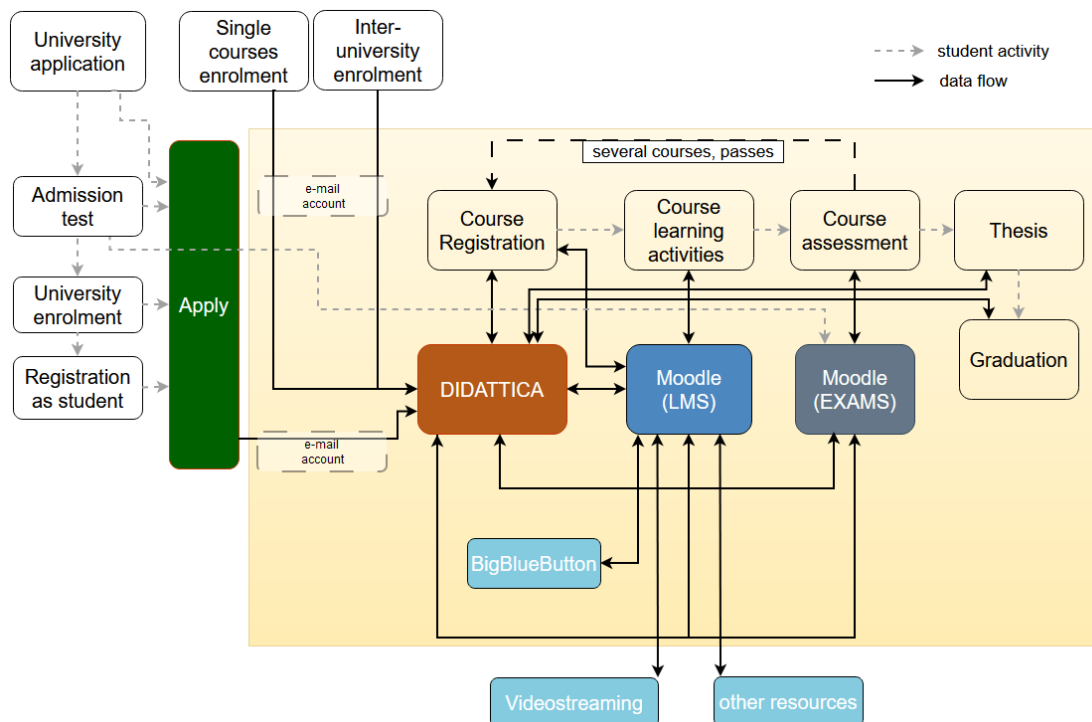 University
application
Single
courses
enrolment
Inter-
university
enrolment
student activity
data flow
several courses, passes
Admission
test
e-mail
account
Course
Registration
Course
learning
activities
Course
assessment
Thesis
University
enrolment
Apply
Graduation
Registration
as student
DIDATTICA
Moodle
(LMS)
Moodle
(EXAMS)
e-mail
account
BigBlueButton
Videostreaming
other resources